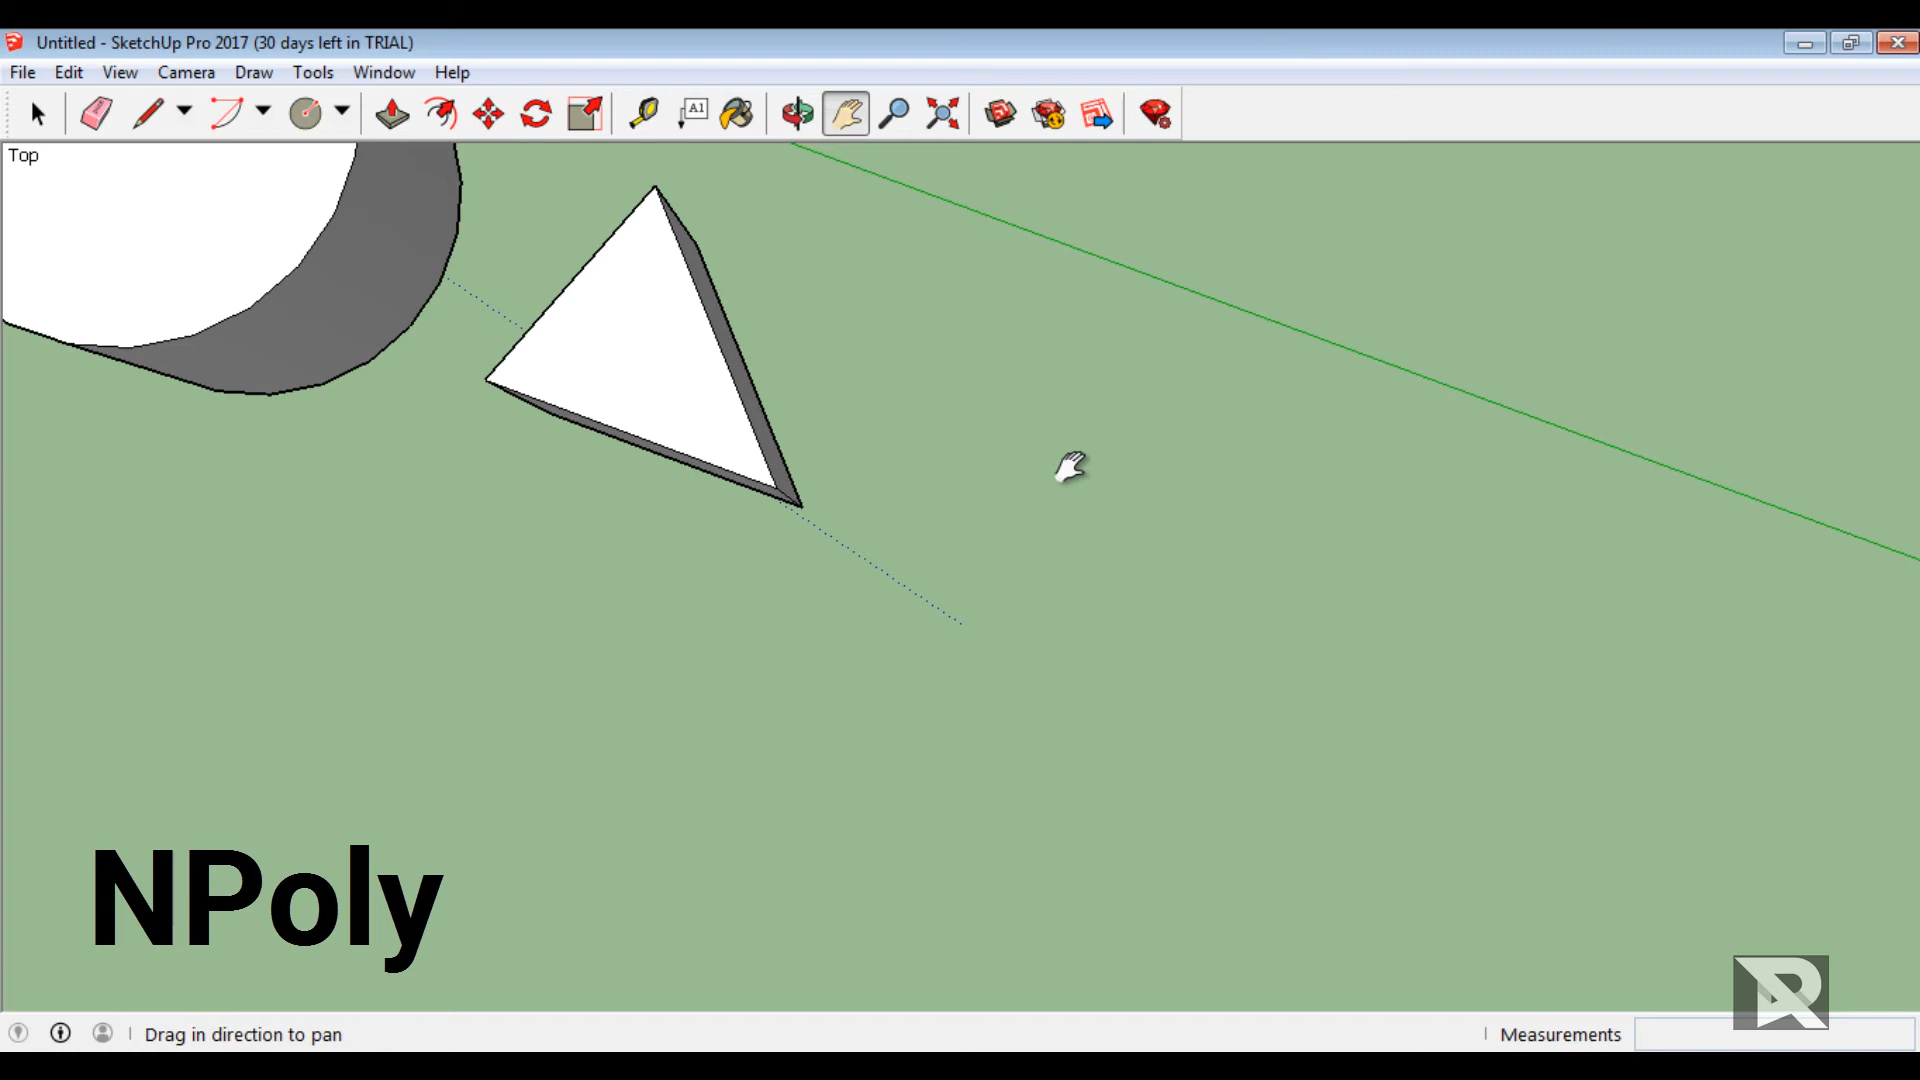 Untitled - SketchUp Pro 2017 (30 days left in TRIAL)
File Edit View Camera Draw Tools Window Help
A1
Top
NPoly
Drag in direction to pan
Measurements